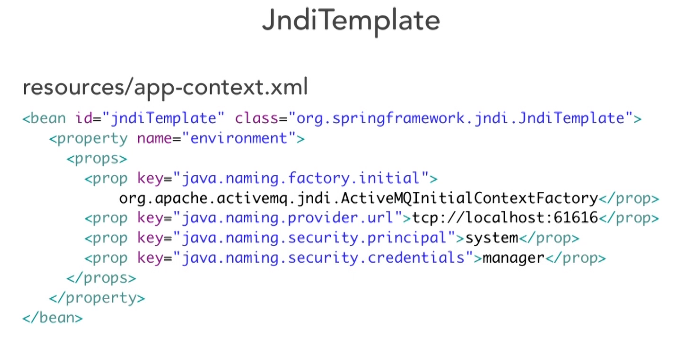 JndiTemplate
resources/app-context.xml
<bean id="jndiTemplate" class="org.springframework.jndi.JndiTemplate">
<property name="environment">
<props>
<prop key="java.naming.factory.initial">
org.apache.activemq.jndi.ActiveMQInitialContextFactory</prop>
<prop key="java.naming.provider.url">tcp://localhost:61616</prop>
<prop key="java.naming.security.principal">system</prop>
<prop key="java.naming.security.credentials">manager</prop>
</props>
</property>
</bean>